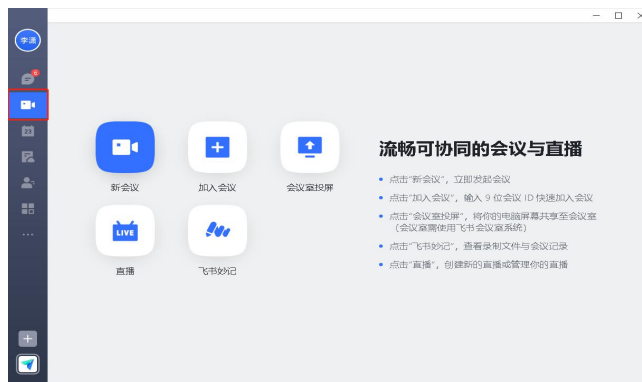 李潇
流畅可协同的会议与直播
点击“新会议”，立即发起会议
点击“加入会议”，输入 9 位会议 ID 快速加入会议
点击“会议室投屏”，将你的电脑屏幕共享至会议室
（会议室需使用飞书会议室系统）
点击“飞书妙记”，查看录制文件与会议记录
点击“直播”，创建新的直播或管理你的直播
新会议
加入会议
会议室投屏
LIVE
直播
飞书妙记